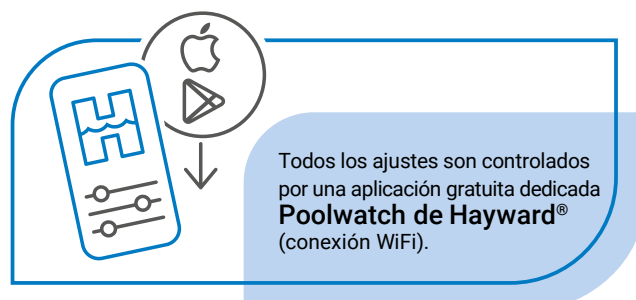 Todos los ajustes son controlados
por una aplicación gratuita dedicada
Poolwatch de Hayward®
(conexión WiFi).